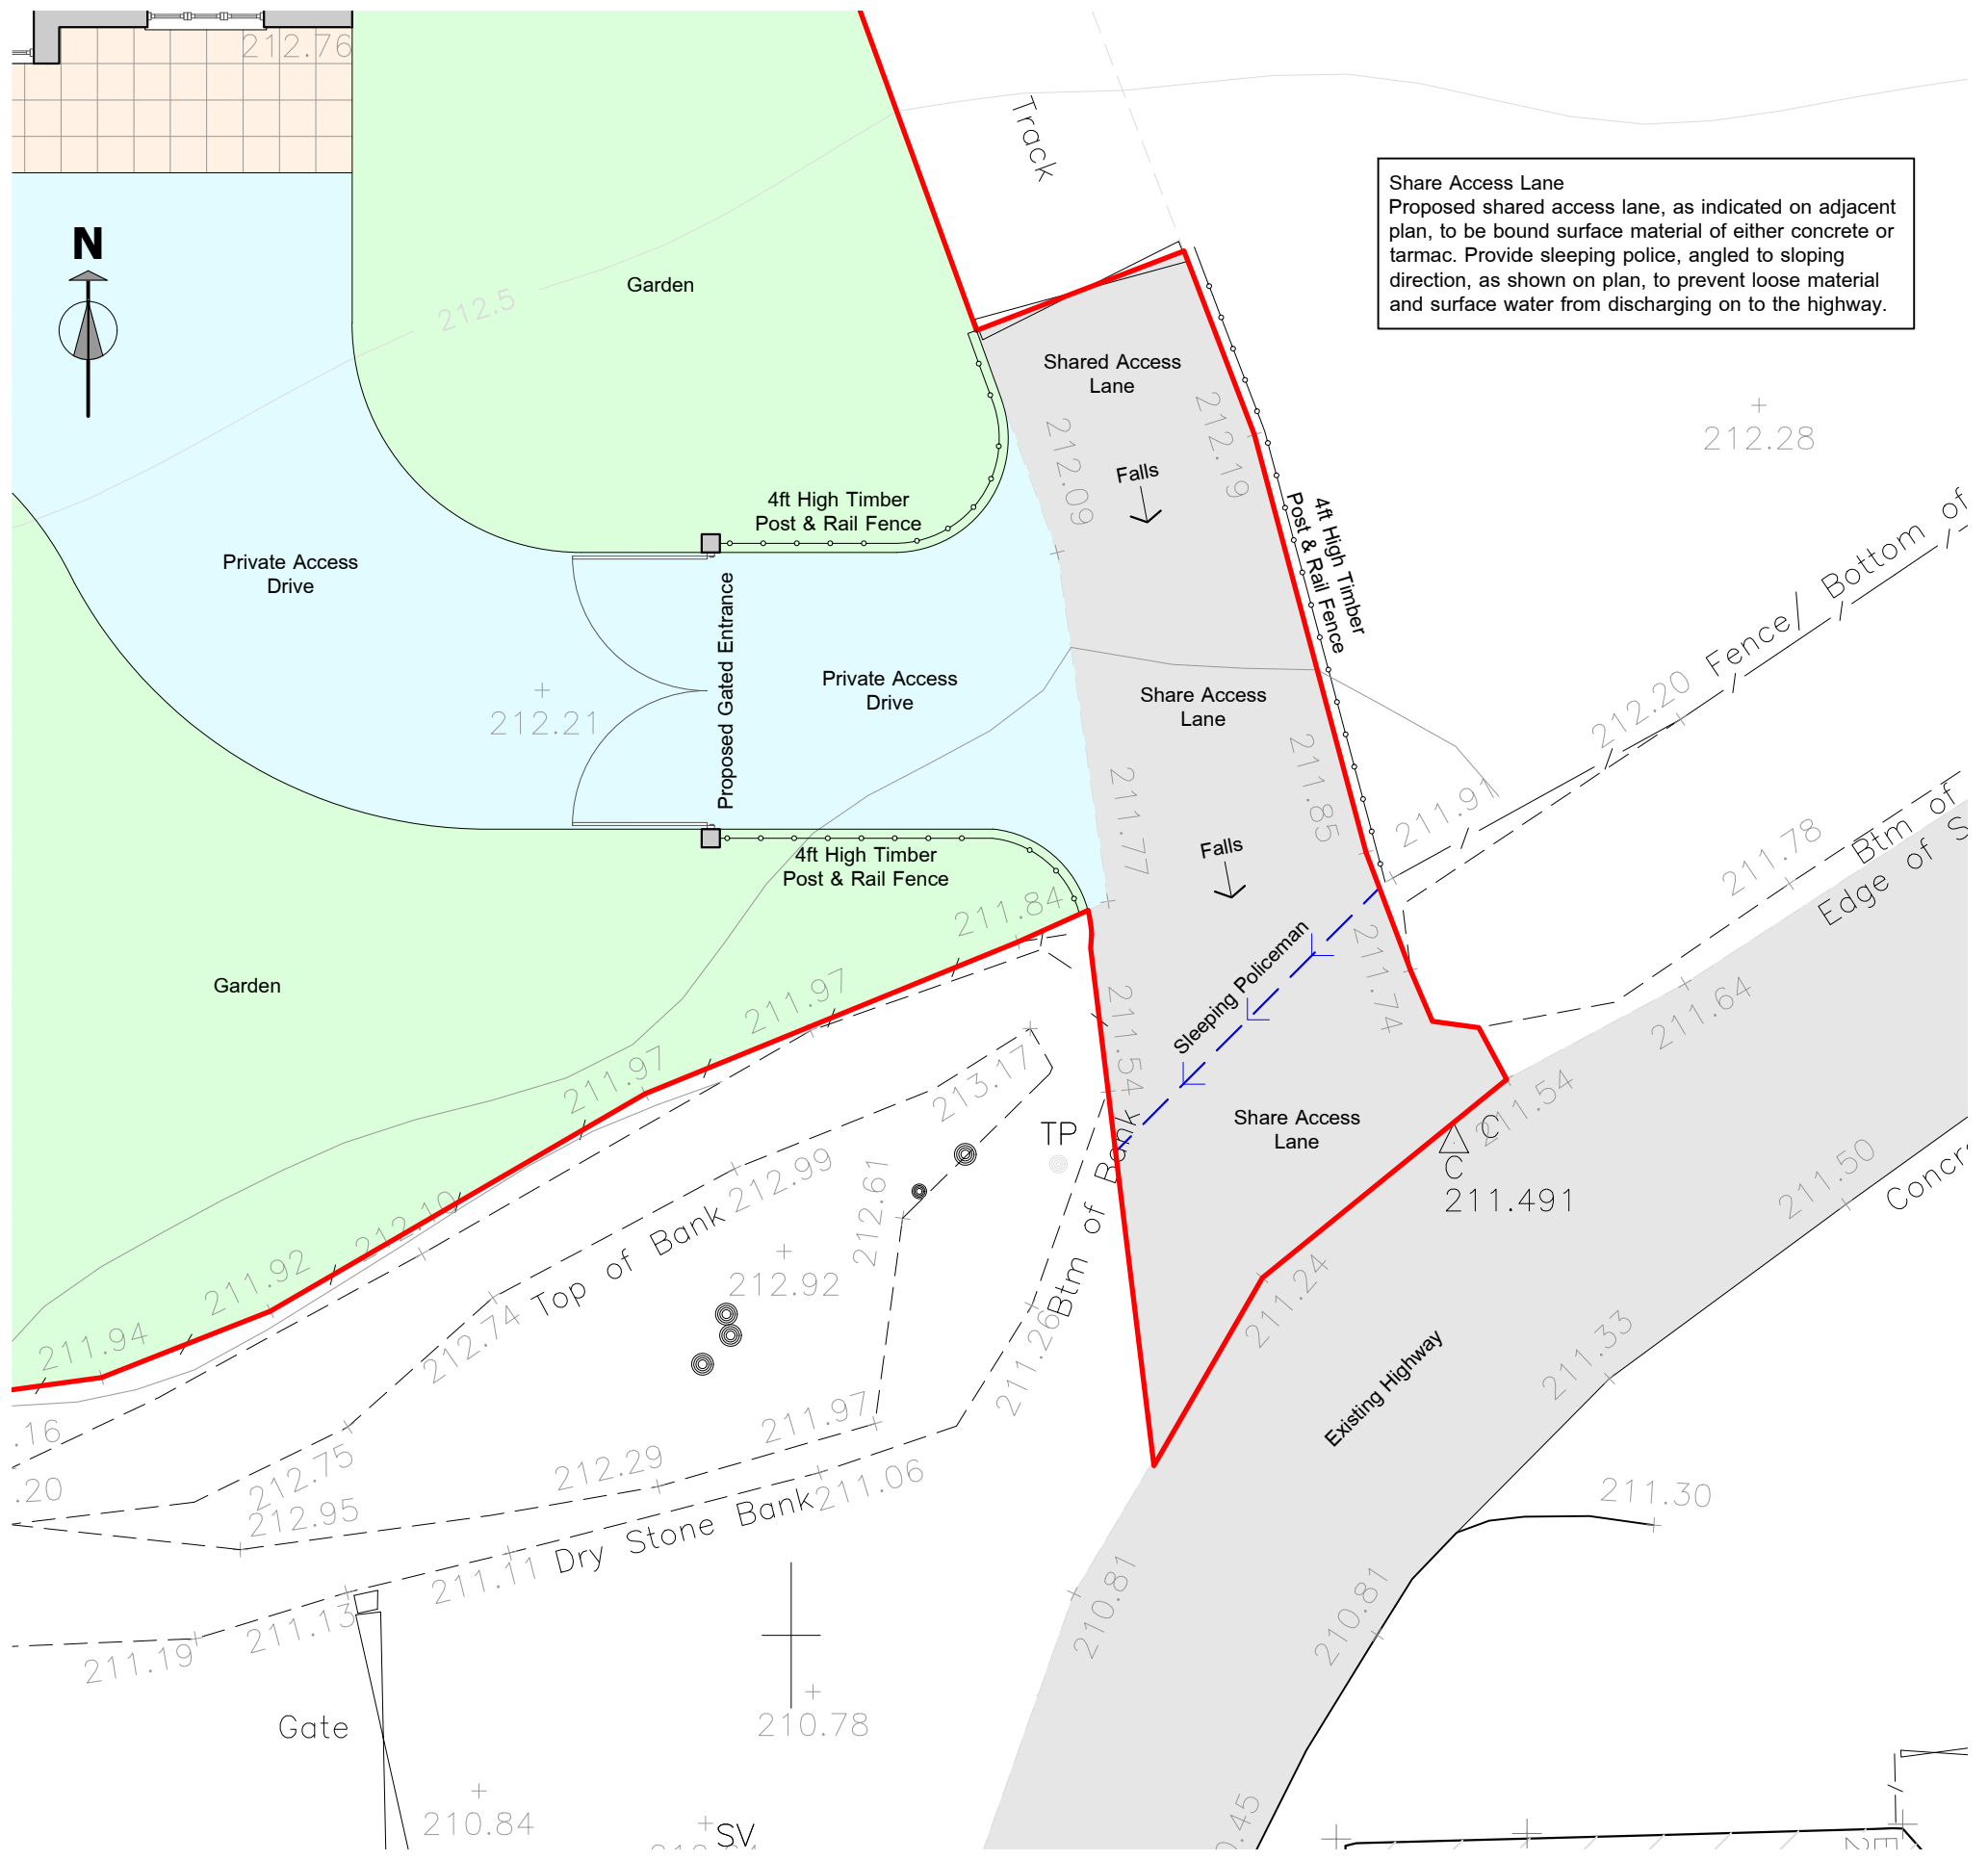 212.76
Track
N
Share Access Lane
Proposed shared access lane, as indicated on adjacent
plan, to be bound surface material of either concrete or
tarmac. Provide sleeping police, angled to sloping
direction, as shown on plan, to prevent loose material
and surface water from discharging on to the highway.
Garden
212.5
Shared Access
Lane
212.09
212.19
Falls
212.28
4ft High Timber
Post & Rail Fence
4ft High Timber
Post & Rail Fence
Private Access
Drive
Proposed Gated Entrance
Private Access
Drive
212.21
Share Access
Lane
Fence/ Bottom of
212.20
211.77
211.85
211.91
211.78
Btm of
Edge of S
4ft High Timber
Post & Rail Fence
Falls
211.84
Sleeping Policeman
211.74
Garden
211.97
211.97
211.54
211.64
213.17
TP
Share Access
Lane
211.54
C
C
211.491
211.50
Concr
212.99
212.61
Btm of Bank
212.10
211.92
Top of Bank
212.92
211.24
211.94
212.74
211.26
Existing Highway
211.33
.16
.20
212.75
212.95
212.29
211.97
211.06
Dry Stone Bank
211.30
211.11
211.13
211.19
210.81
210.81
Gate
210.78
210.84
SV
0.45